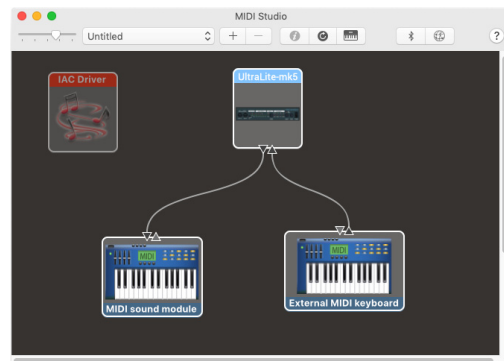 MIDI Studio
Untitled
?
IAC Driver
UltraLite-mk5
MIDI
MIDI sound module
MIDI
External MIDI keyboard